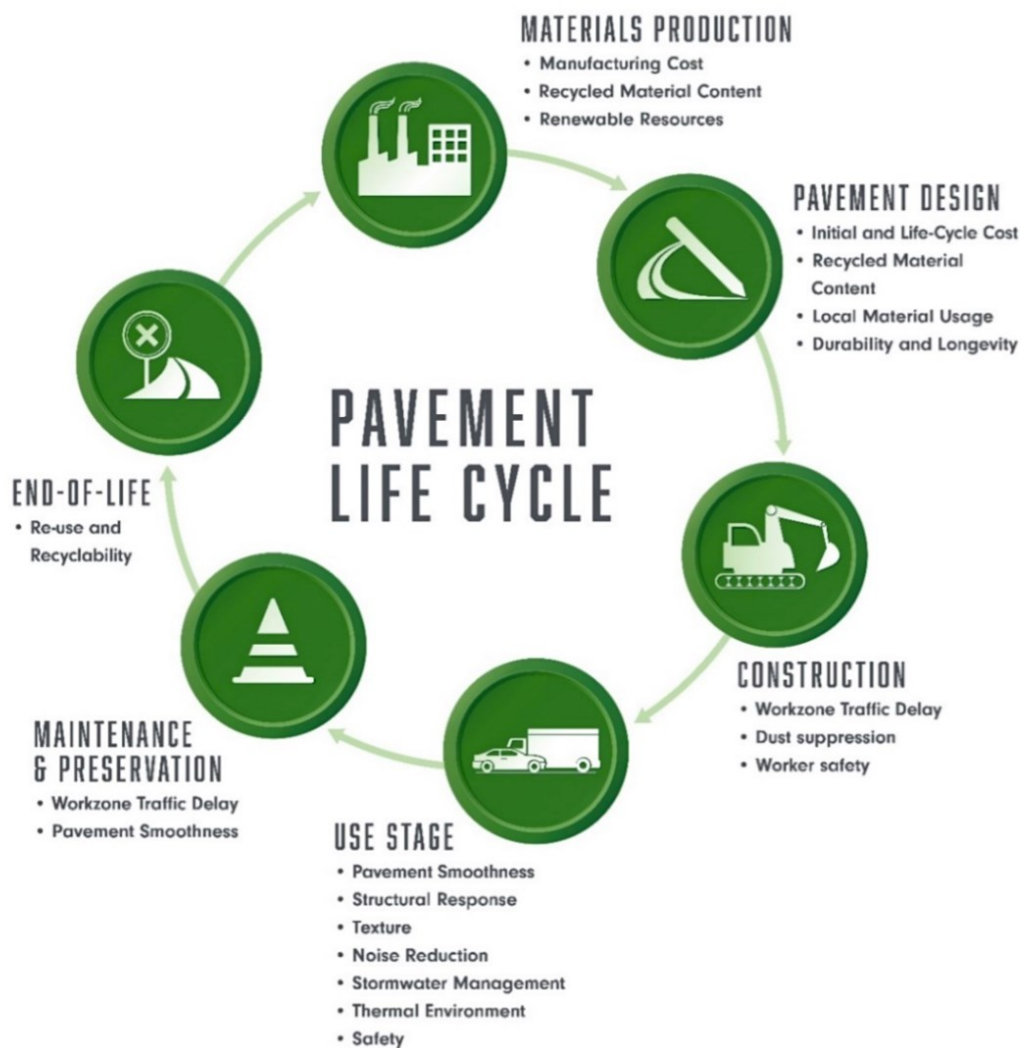 MATERIALS PRODUCTION
• Manufacturing Cost
• Recycled Material Content
• Renewable Resources
PAVEMENT DESIGN
• Initial and Life-Cycle Cost
• Recycled Material
Content
• Local Material Usage
• Durability and Longevity
PAVEMENT
LIFE CYCLE
CONSTRUCTION
• Workzone Traffic Delay
• Dust suppression
• Worker safety
USE STAGE
• Pavement Smoothness
• Structural Response
• Texture
• Noise Reduction
• Stormwater Management
• Thermal Environment
• Safety
MAINTENANCE
& PRESERVATION
• Workzone Traffic Delay
• Pavement Smoothness
END-OF-LIFE
• Re-use and
Recyclability